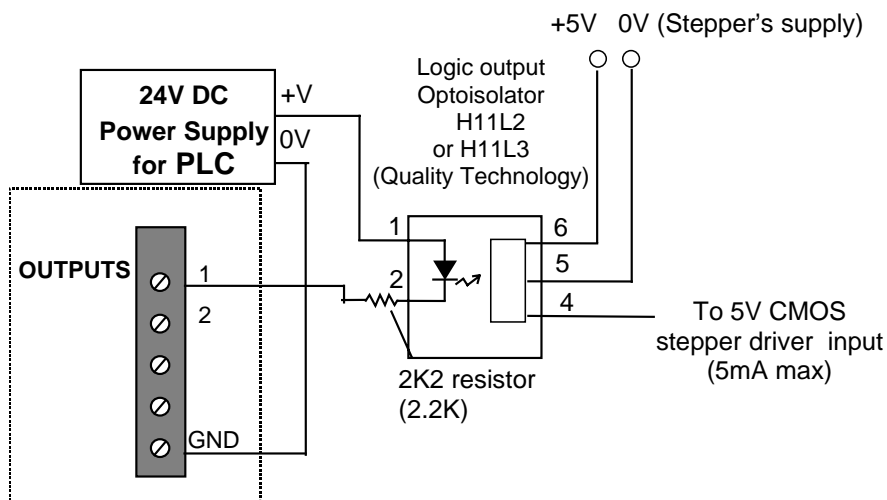 +5V 0V (Stepper's supply)
24V DC
Power Supply
for PLC
+V
0V
Logic output
Optoisolator
H11L2
or H11L3
(Quality Technology)
OUTPUTS
1
2
GND
1
2
6
5
4
2K2 resistor
(2.2K)
To 5V CMOS
stepper driver input
(5mA max)